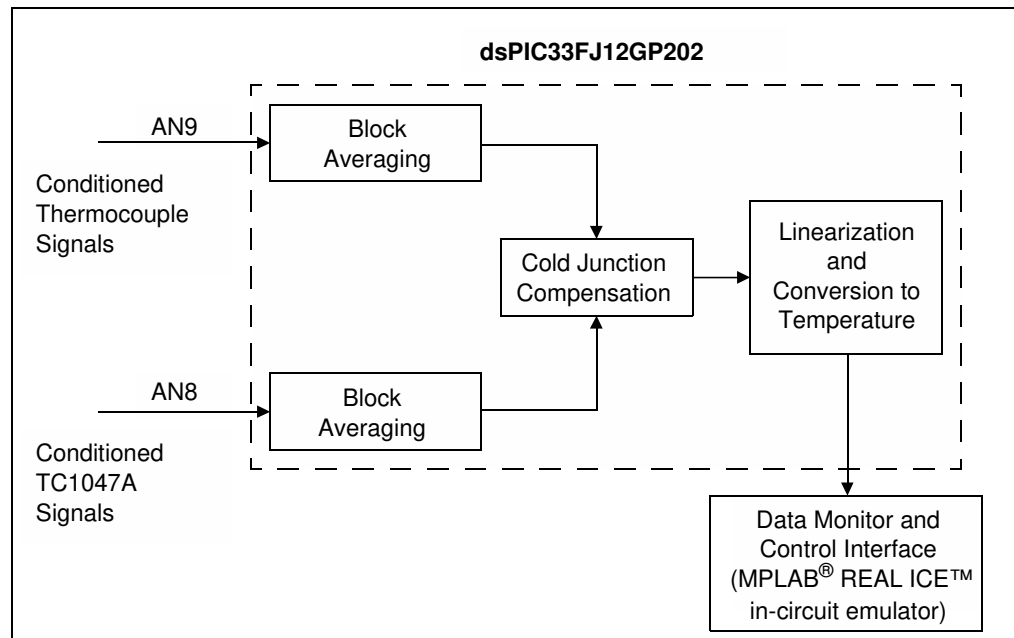 dsPIC33FJ12GP202
AN9
Block
Averaging
Conditioned
Thermocouple
Signals
Cold Junction
Compensation
Linearization
and
Conversion to
Temperature
AN8
Block
Averaging
Conditioned
TC1047A
Signals
Data Monitor and
Control Interface
(MPLAB® REAL ICE™
in-circuit emulator)